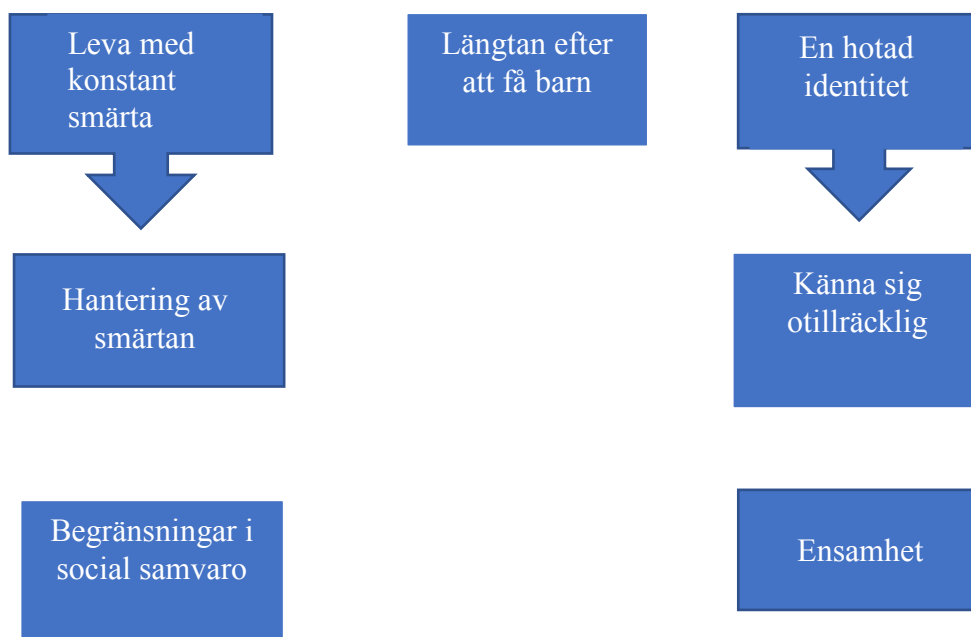 Leva med
konstant
smärta
Längtan efter
att få barn
En hotad
identitet
Hantering av
smärtan
Känna sig
otillräcklig
Begränsningar i
social samvaro
Ensamhet